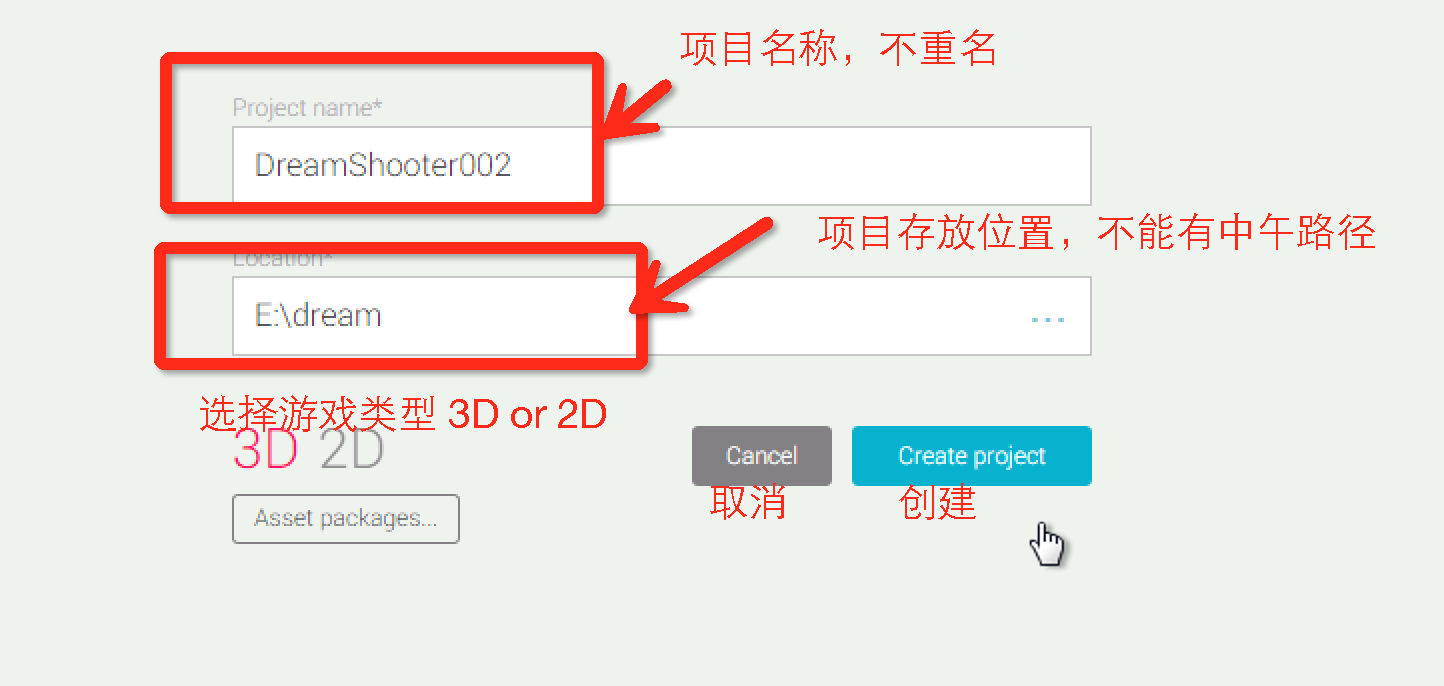 项目名称，不重名
Project name*
DreamShooter002
项目存放位置，不能有中午路径
Location*
E:\dream
...
选择游戏类型 3D or 2D
3D 2D
Cancel
Create project
取消
创建
Asset packages...